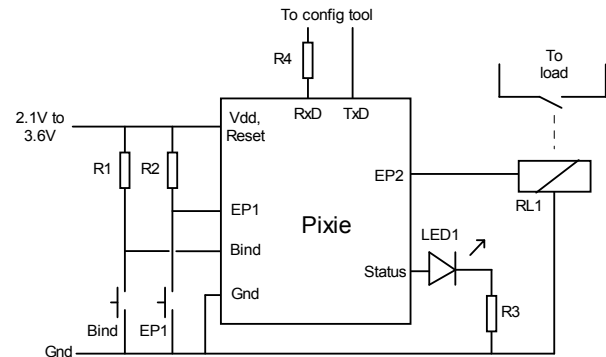 To config tool
R4
To
load
2.1V to
3.6V
Vdd,
Reset
RxD
TxD
R1
R2
EP2
RL1
EP1
Pixie
Bind
LED1
Status
Gnd
R3
Bind
EP1
Gnd